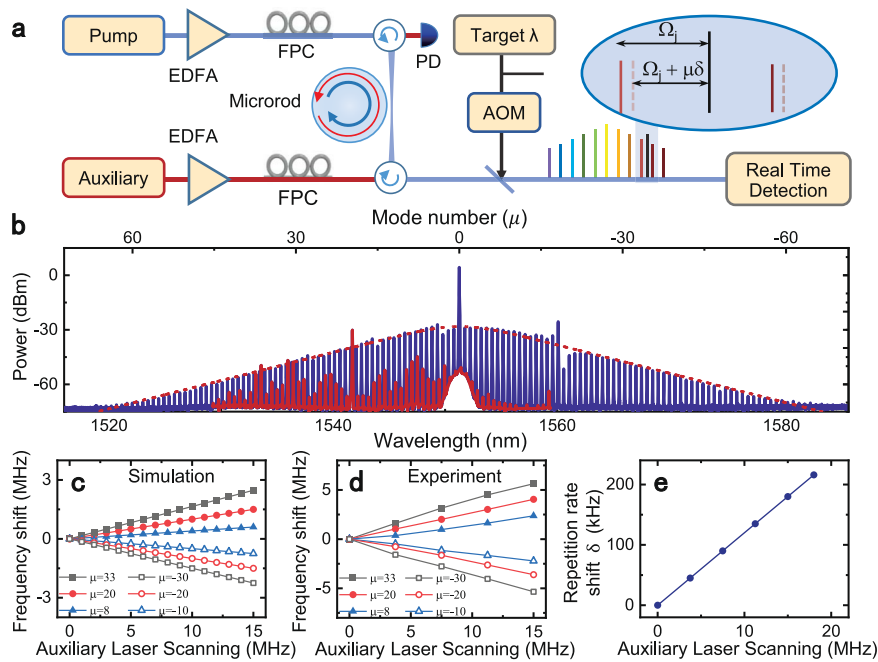 a
Pump
EDFA
FPC
PD
Target λ
AOM
Ωj
Ωj + μδ
Microrod
EDFA
Auxiliary
FPC
Real Time
Detection
b
Mode number (μ)
60 30 0 -30 -60
Power (dBm)
0
-30
-60
1520 1540 1560 1580
Wavelength (nm)
c
Simulation
Frequency shift (MHz)
3
0
-3
μ=33 μ=-30
μ=20 μ=-20
μ=8 μ=-10
0 5 10 15
Auxiliary Laser Scanning (MHz)
d
Experiment
Frequency shift (MHz)
5
0
-5
μ=33 μ=-30
μ=20 μ=-20
μ=8 μ=-10
0 5 10 15
Auxiliary Laser Scanning (MHz)
e
Repetition rate
shift δ (kHz)
200
100
0
0 10 20
Auxiliary Laser Scanning (MHz)